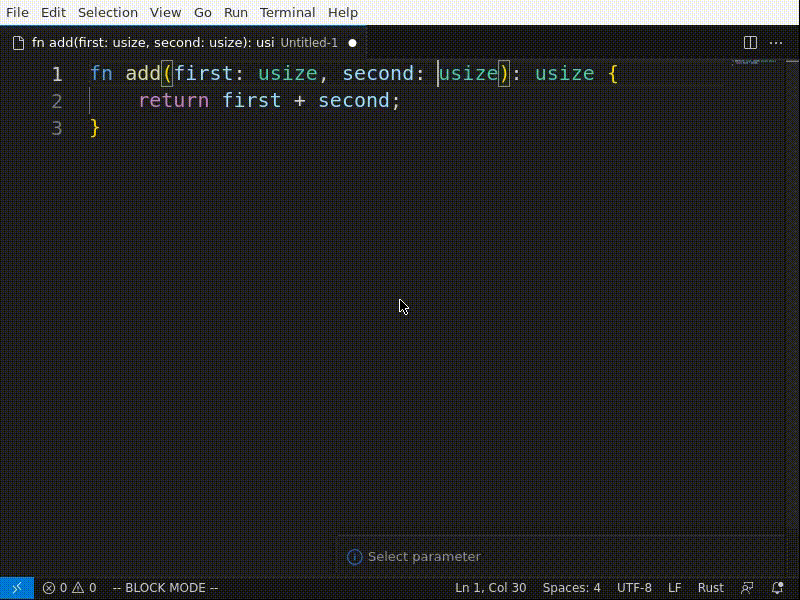 File Edit Selection View Go Run Terminal Help
fn add(first: usize, second: usize): usi Untitled-1
1 fn add(first: usize, second: usize): usize {
2     return first + second;
3 }
Select parameter
0 0 -- BLOCK MODE -- Ln 1, Col 30 Spaces: 4 UTF-8 LF Rust